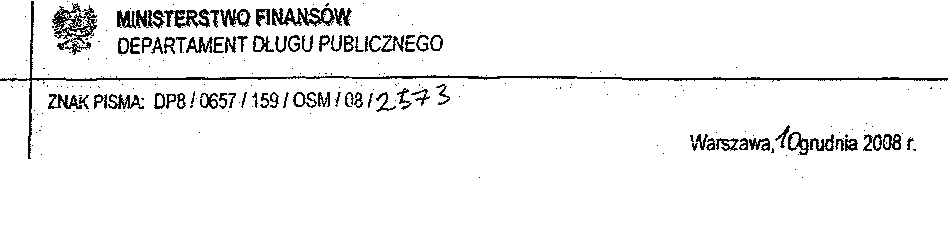 MINISTERSTWO FINANSÓW
DEPARTAMENT DŁUGU PUBLICZNEGO
ZNAK PISMA: DP8 / 0657 / 159 / OSM / 08 / 2573
Warszawa, 10 grudnia 2008 r.